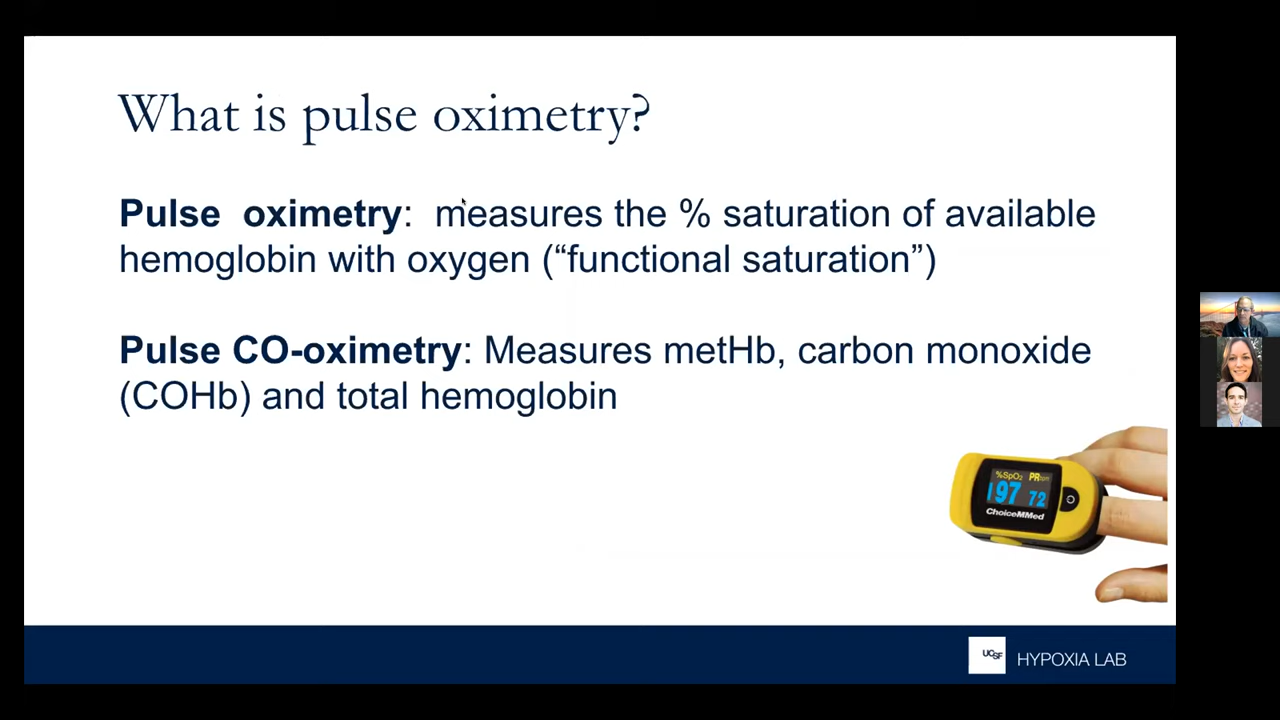 What is pulse oximetry?
Pulse oximetry: measures the % saturation of available
hemoglobin with oxygen (“functional saturation”)
Pulse CO-oximetry: Measures metHb, carbon monoxide
(COHb) and total hemoglobin
%SpO₂ PRbpm
97 72
ChoiceMMed
UCSF HYPOXIA LAB